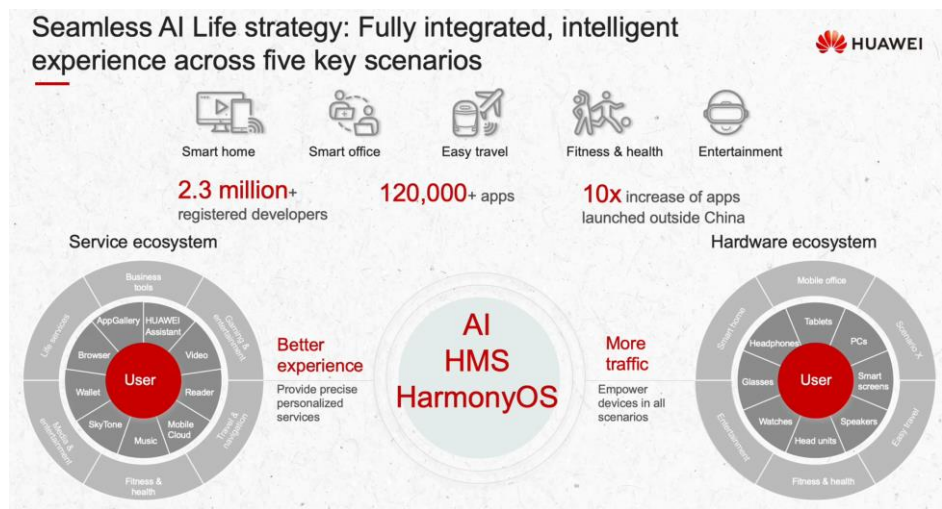 Seamless AI Life strategy: Fully integrated, intelligent
experience across five key scenarios
HUAWEI
Smart home
Smart office
Easy travel
Fitness & health
Entertainment
2.3 million+
registered developers
120,000+ apps
10x increase of apps
launched outside China
Service ecosystem
Business
tools
Gaming &
entertainment
Travel &
navigation
Fitness &
health
Media &
entertainment
Life services
AppGallery
HUAWEI
Assistant
Video
Reader
Mobile
Cloud
Music
SkyTone
Wallet
Browser
User
Better
experience
Provide precise
personalized
services
AI
HMS
HarmonyOS
More
traffic
Empower
devices in all
scenarios
Hardware ecosystem
Mobile office
Scenario X
Easy travel
Fitness & health
Entertainment
Smart home
Tablets
PCs
Smart
screens
Speakers
Head units
Watches
Glasses
Headphones
User